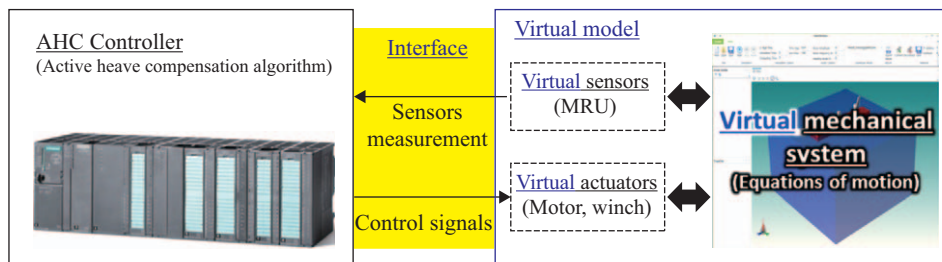 AHC Controller
(Active heave compensation algorithm)
Interface
Sensors
measurement
Control signals
Virtual model
Virtual sensors
(MRU)
Virtual actuators
(Motor, winch)
Virtual mechanical
system
(Equations of motion)